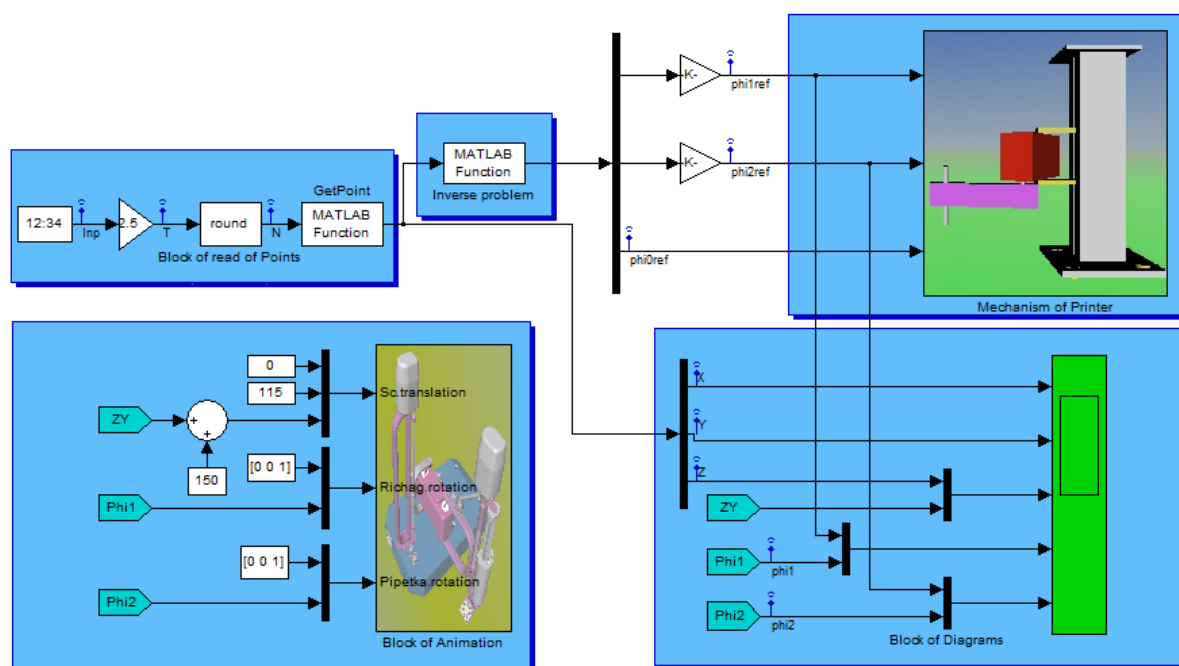 K-
phi1ref
K-
phi2ref
phi0ref
Mechanism of Printer
MATLAB
Function
Inverse problem
GetPoint
12:34
Inp
2.5
T
round
N
MATLAB
Function
Block of read of Points
0
115
Sc.translation
ZY
+
+
150
[0 0 1]
Richag.rotation
Phi1
[0 0 1]
Pipetka.rotation
Phi2
Block of Animation
X
Y
Z
ZY
Phi1
phi1
Phi2
phi2
Block of Diagrams